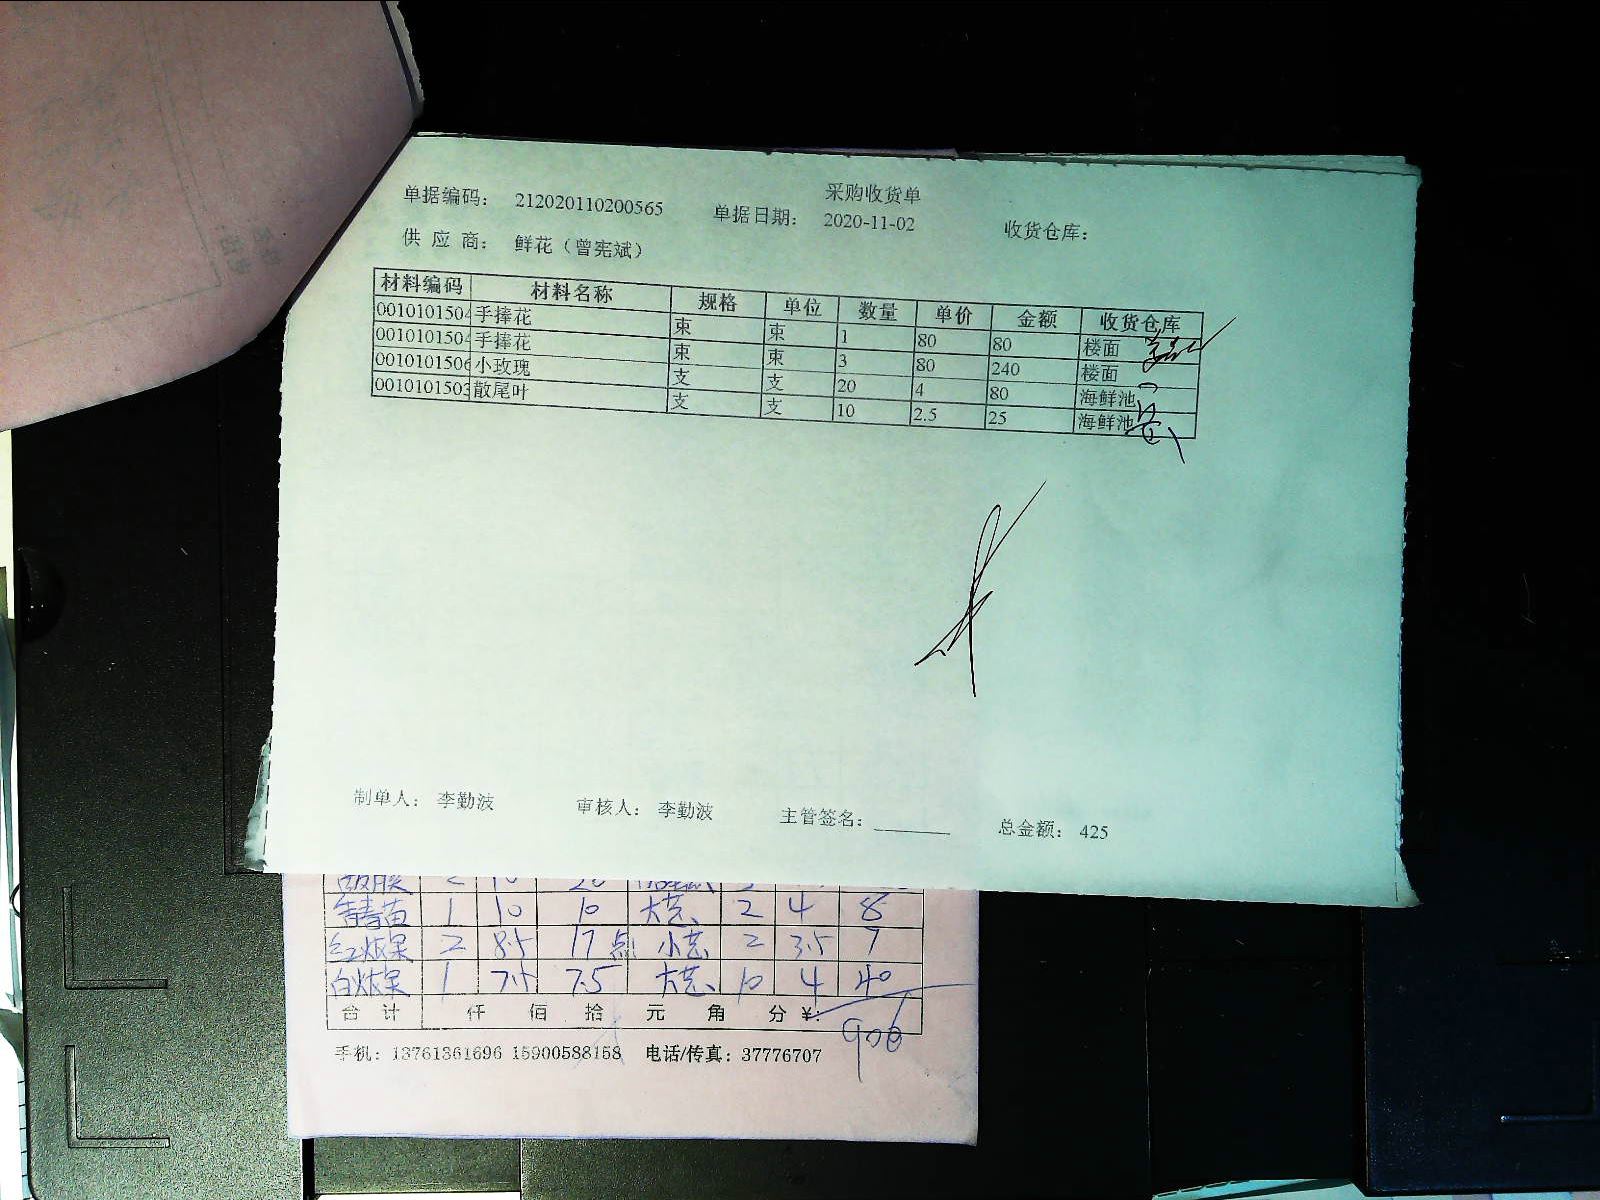 采购收货单
单据编码： 212020110200565 单据日期： 2020-11-02 收货仓库：
供 应 商： 鲜花（曾宪斌）
材料编码 材料名称 规格 单位 数量 单价 金额 收货仓库
0010101504 手捧花 束 束 1 80 80 楼面
0010101504 手捧花 束 束 3 80 240 楼面
0010101506 小玫瑰 支 支 20 4 80 海鲜池
0010101503 散尾叶 支 支 10 2.5 25 海鲜池
制单人： 李勤波 审核人： 李勤波 主管签名： 总金额： 425
1 10 10 2 4 8
2 8.5 17 2 3.5 7
1 7.5 7.5 10 4 40
合 计 仟 佰 拾 元 角 分 ¥:
906
手机：13761361696 15900588158 电话/传真：37776707